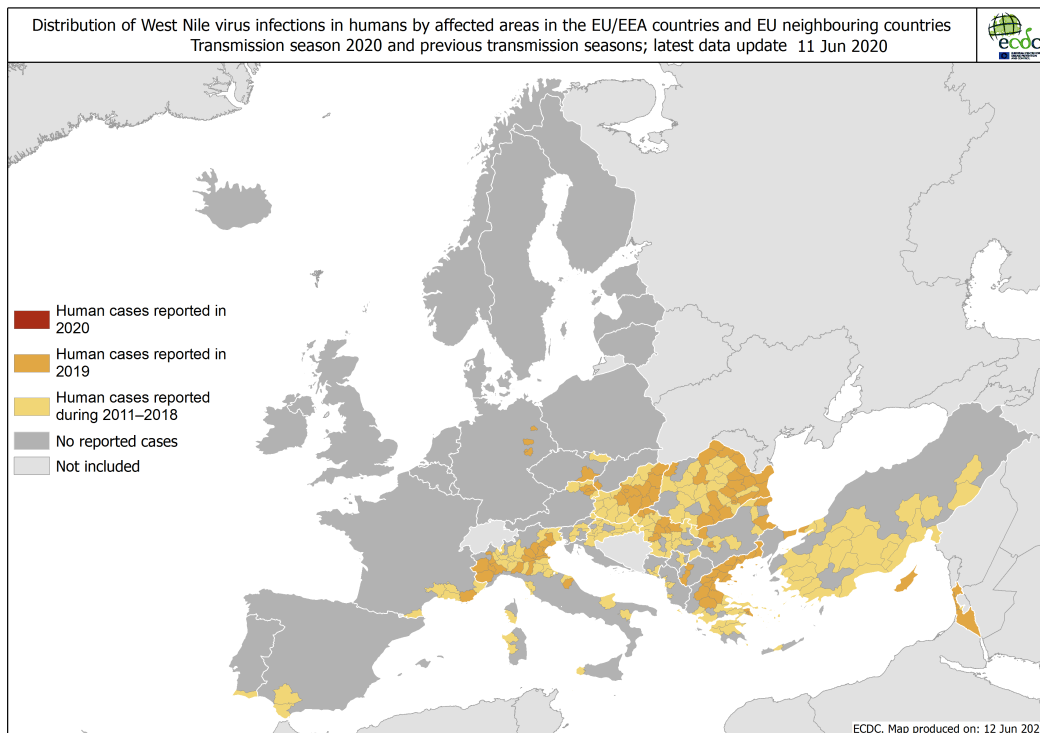 Distribution of West Nile virus infections in humans by affected areas in the EU/EEA countries and EU neighbouring countries
Transmission season 2020 and previous transmission seasons; latest data update 11 Jun 2020
ecdc
Human cases reported in
2020
Human cases reported in
2019
Human cases reported
during 2011–2018
No reported cases
Not included
ECDC. Map produced on: 12 Jun 202